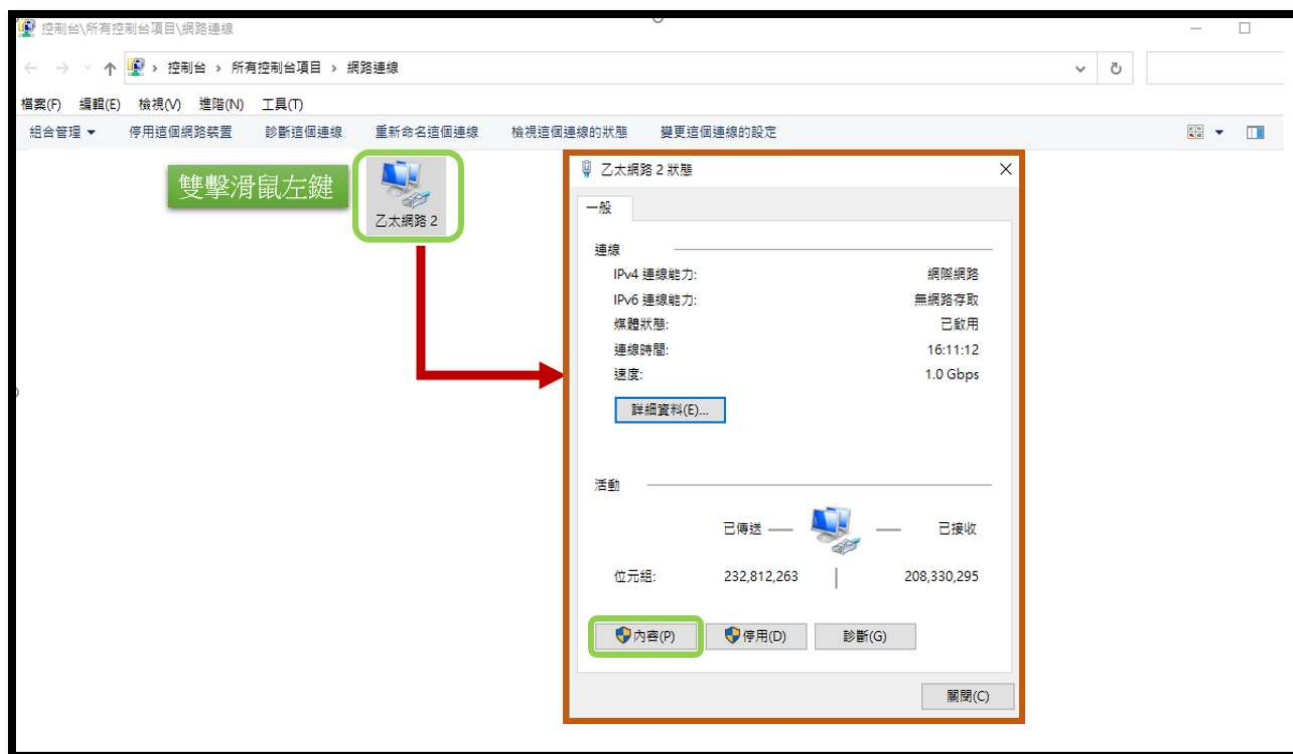 控制台\所有控制台項目\網路連線
控制台 › 所有控制台項目 › 網路連線
檔案(F) 編輯(E) 檢視(V) 進階(N) 工具(T)
組合管理 停用這個網路裝置 診斷這個連線 重新命名這個連線 檢視這個連線的狀態 變更這個連線的設定
雙擊滑鼠左鍵
乙太網路 2
乙太網路 2 狀態
一般
連線
IPv4 連線能力: 網際網路
IPv6 連線能力: 無網路存取
媒體狀態: 已啟用
連線時間: 16:11:12
速度: 1.0 Gbps
詳細資料(E)...
活動
已傳送 已接收
位元組: 232,812,263 208,330,295
內容(P) 停用(D) 診斷(G)
關閉(C)